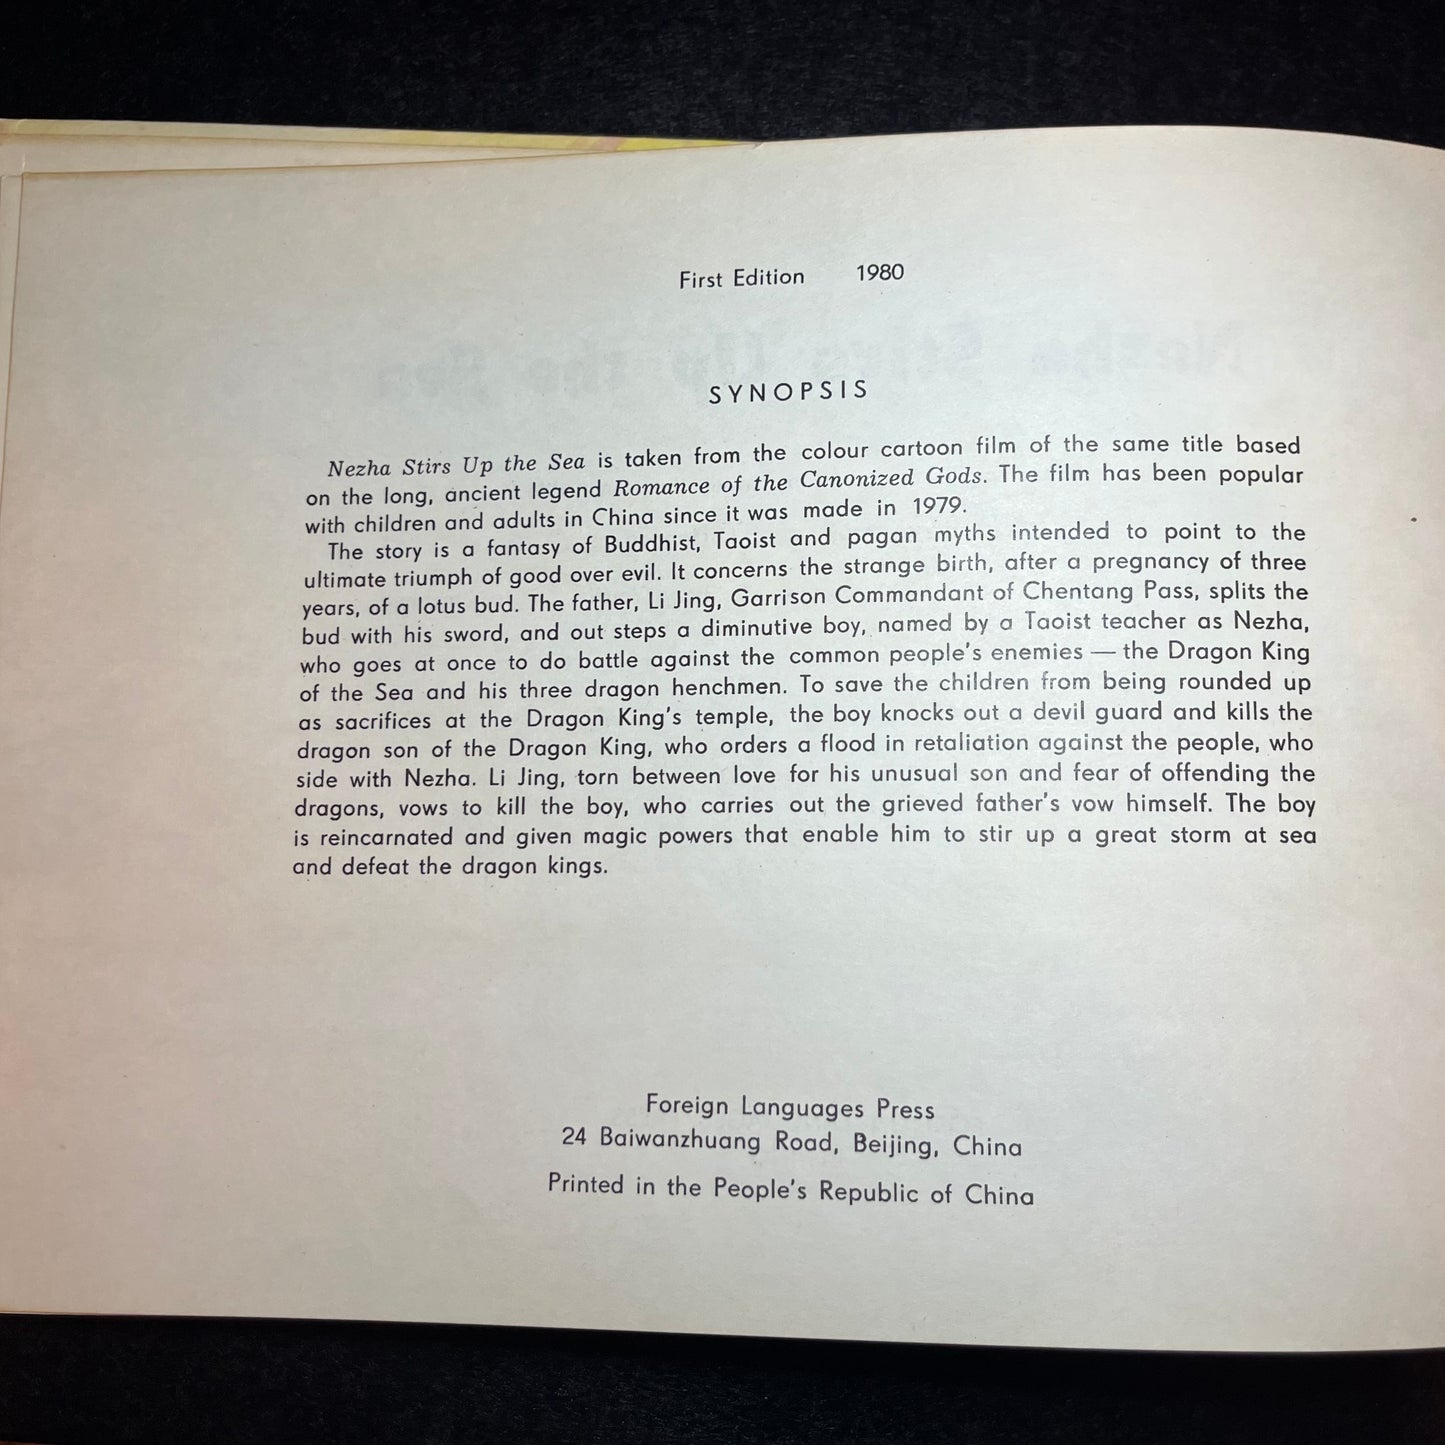 First Edition 1980
SYNOPSIS
Nezha Stirs Up the Sea is taken from the colour cartoon film of the same title based
on the long, ancient legend Romance of the Canonized Gods. The film has been popular
with children and adults in China since it was made in 1979.
The story is a fantasy of Buddhist, Taoist and pagan myths intended to point to the
ultimate triumph of good over evil. It concerns the strange birth, after a pregnancy of three
years, of a lotus bud. The father, Li Jing, Garrison Commandant of Chentang Pass, splits the
bud with his sword, and out steps a diminutive boy, named by a Taoist teacher as Nezha,
who goes at once to do battle against the common people's enemies — the Dragon King
of the Sea and his three dragon henchmen. To save the children from being rounded up
as sacrifices at the Dragon King's temple, the boy knocks out a devil guard and kills the
dragon son of the Dragon King, who orders a flood in retaliation against the people, who
side with Nezha. Li Jing, torn between love for his unusual son and fear of offending the
dragons, vows to kill the boy, who carries out the grieved father's vow himself. The boy
is reincarnated and given magic powers that enable him to stir up a great storm at sea
and defeat the dragon kings.
Foreign Languages Press
24 Baiwanzhuang Road, Beijing, China
Printed in the People's Republic of China